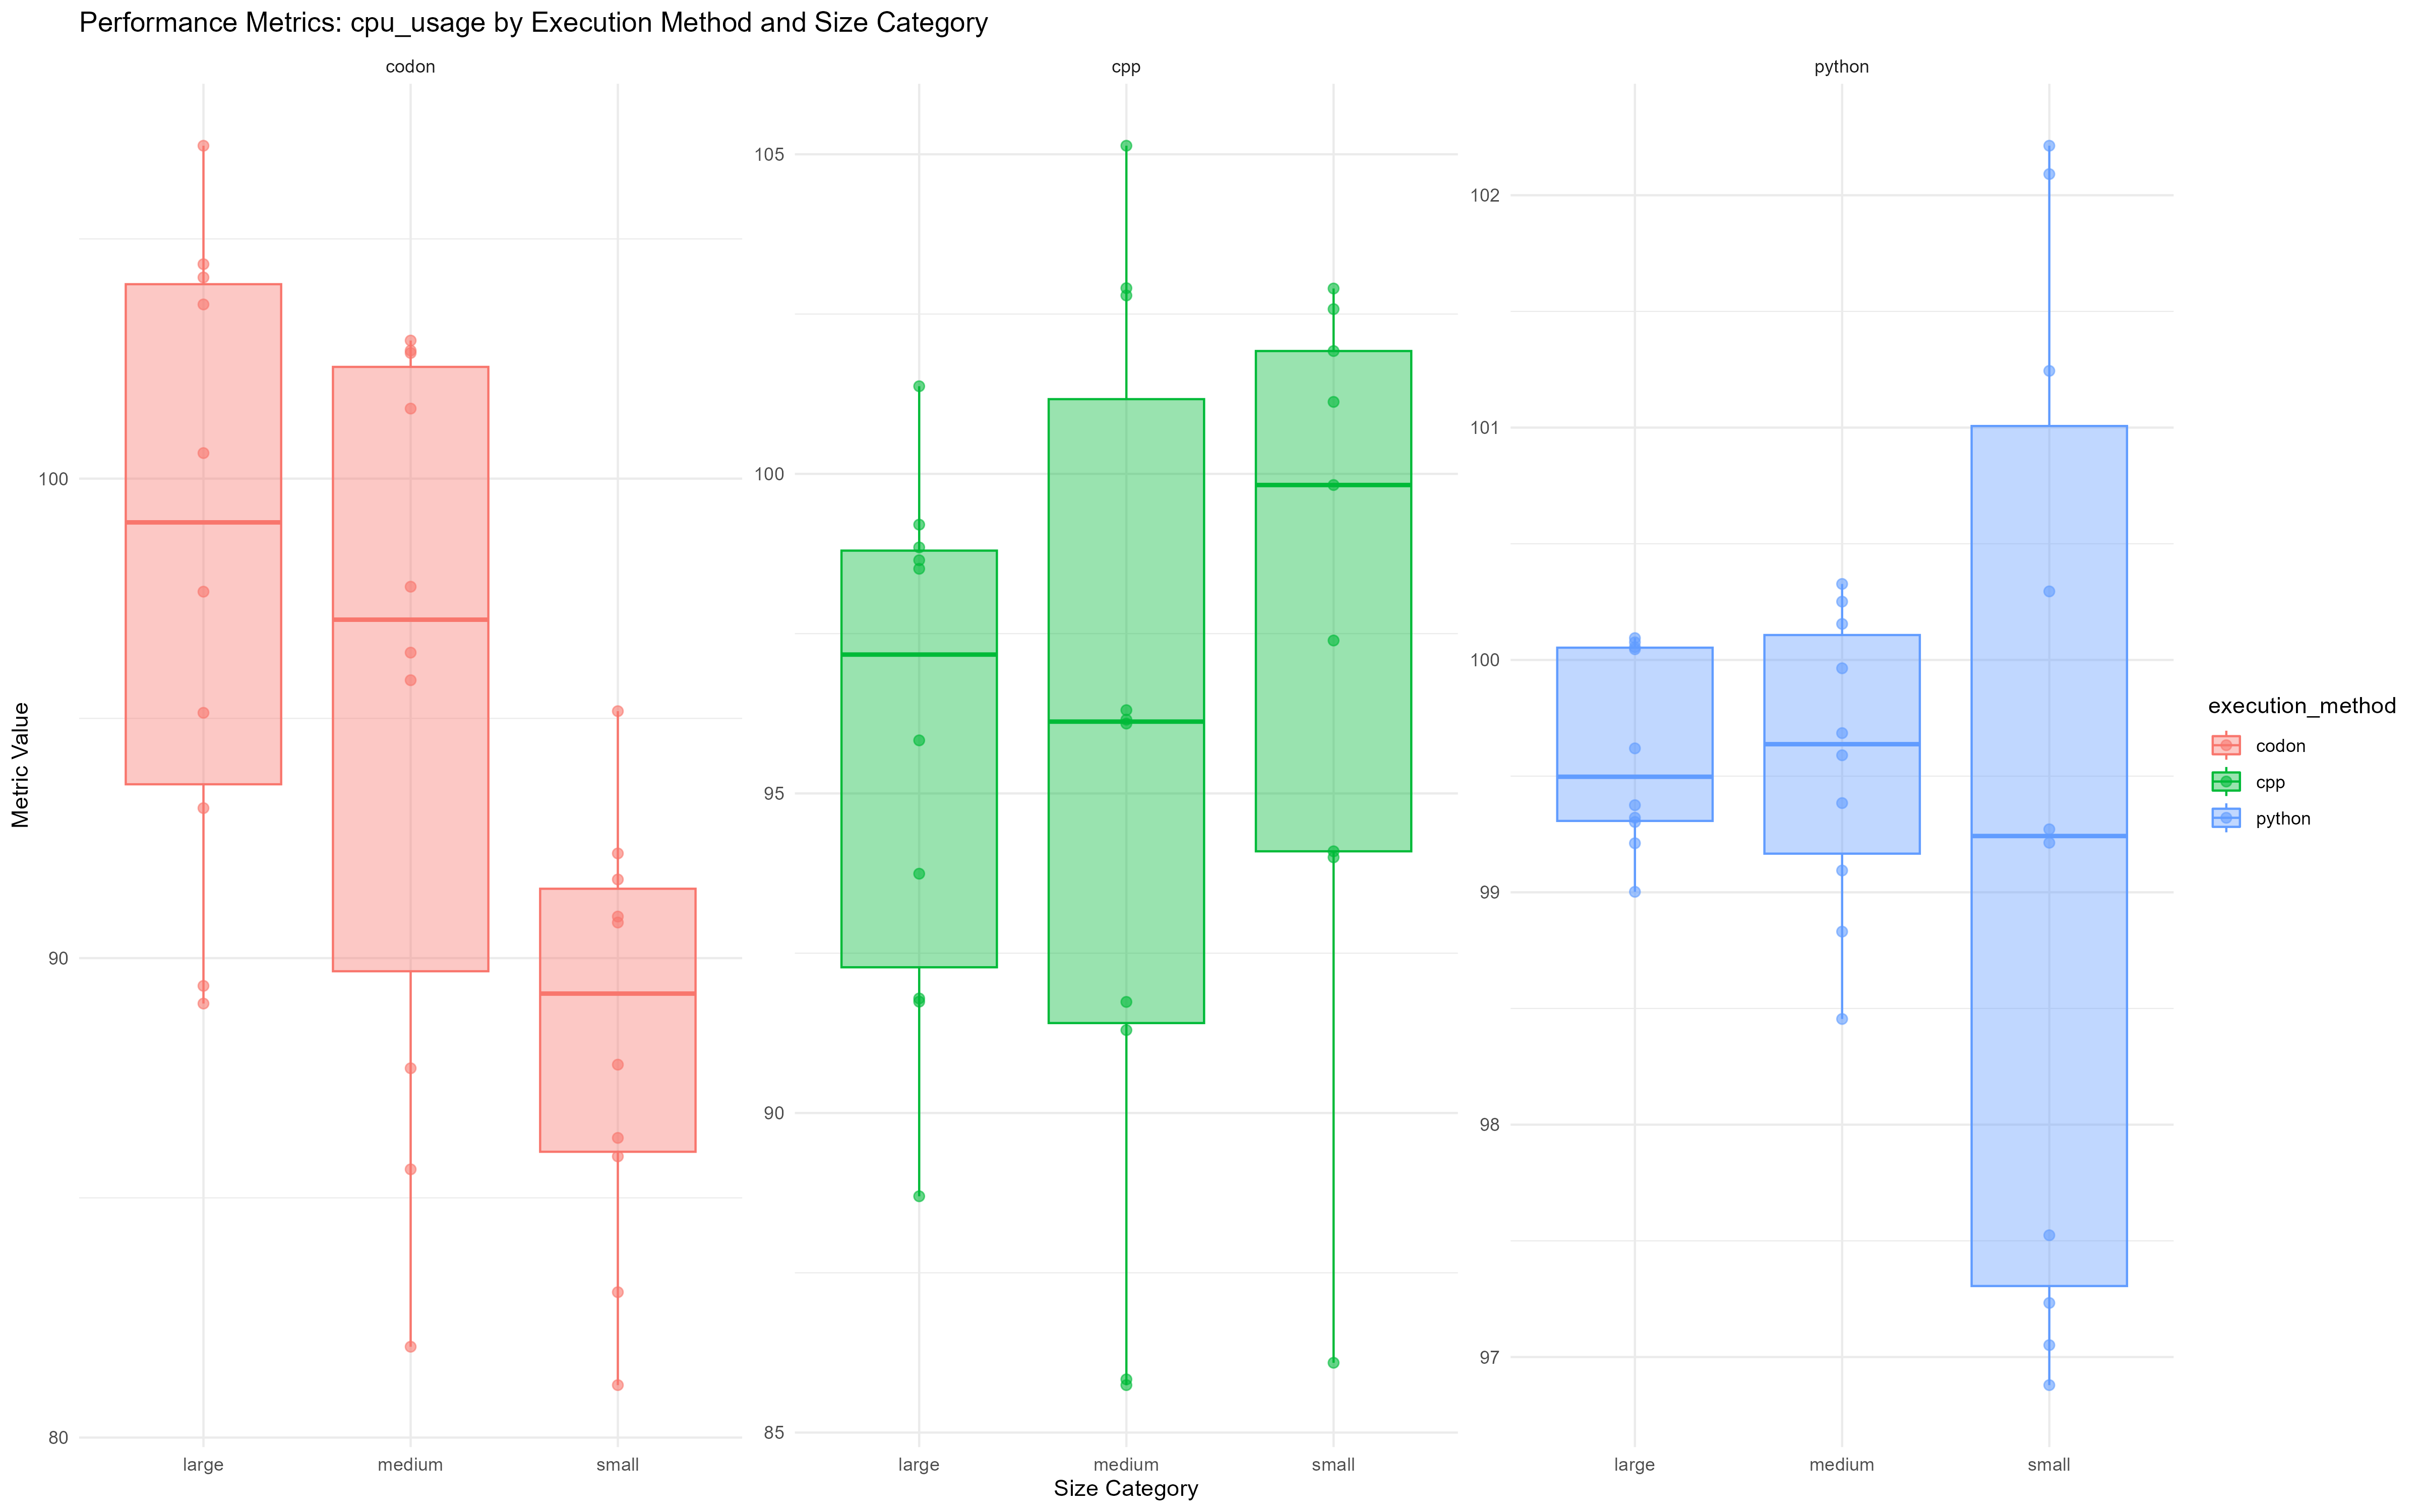 Performance Metrics: cpu_usage by Execution Method and Size Category
codon
cpp
python
Metric Value
100
90
80
105
100
95
90
85
102
101
100
99
98
97
large
medium
small
large
medium
small
large
medium
small
Size Category
execution_method
codon
cpp
python